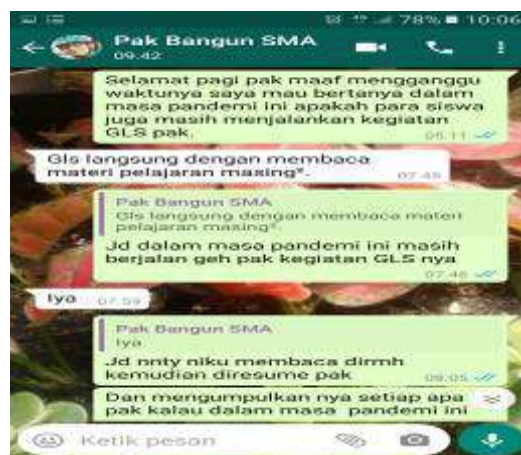 78% 10:06
Pak Bangun SMA
09.42
Selamat pagi pak maaf mengganggu
waktunya saya mau bertanya dalam
masa pandemi ini apakah para siswa
juga masih menjalankan kegiatan
GLS pak.
05.11
Gls langsung dengan membaca
materi pelajaran masing².
07.45
Pak Bangun SMA
Gls langsung dengan membaca materi
pelajaran masing².
Jd dalam masa pandemi ini masih
berjalan geh pak kegiatan GLS nya
07.46
Iya 07.59
Pak Bangun SMA
Iya
Jd nnty niku membaca dirmh
kemudian diresume pak
08.05
Dan mengumpulkan nya setiap apa
pak kalau dalam masa pandemi ini
Ketik pesan